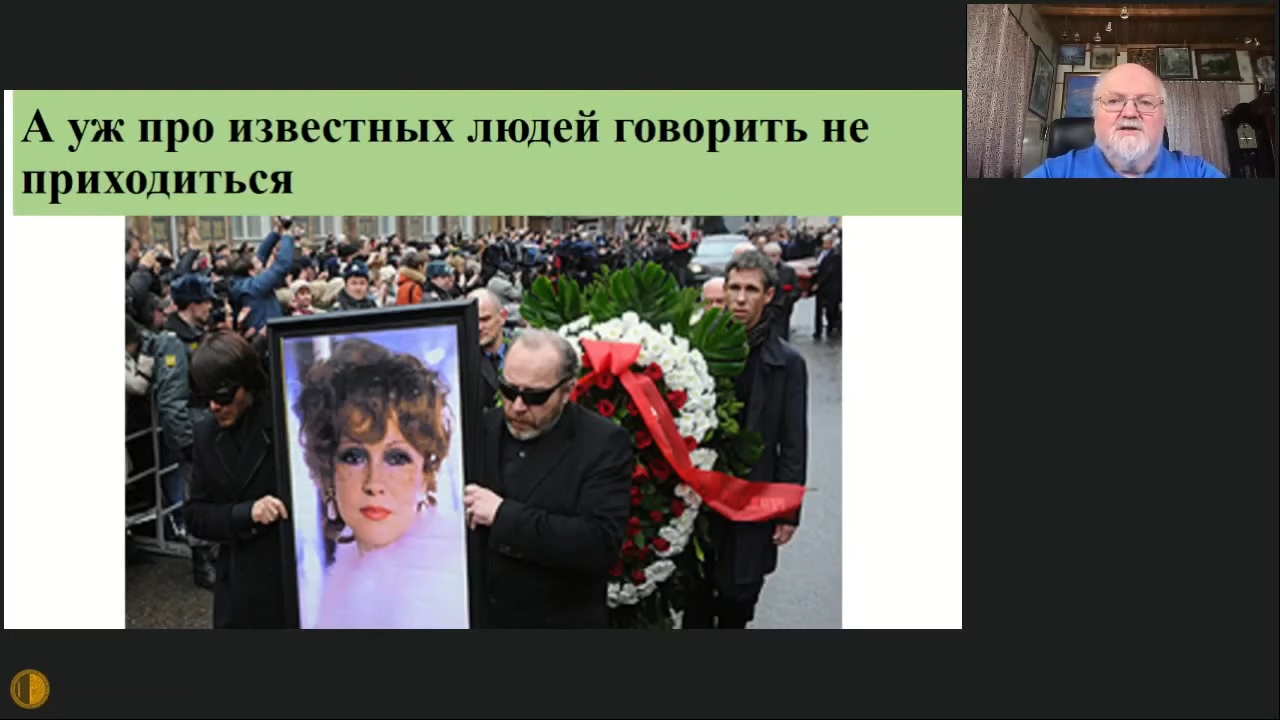 А уж про известных людей говорить не
приходиться